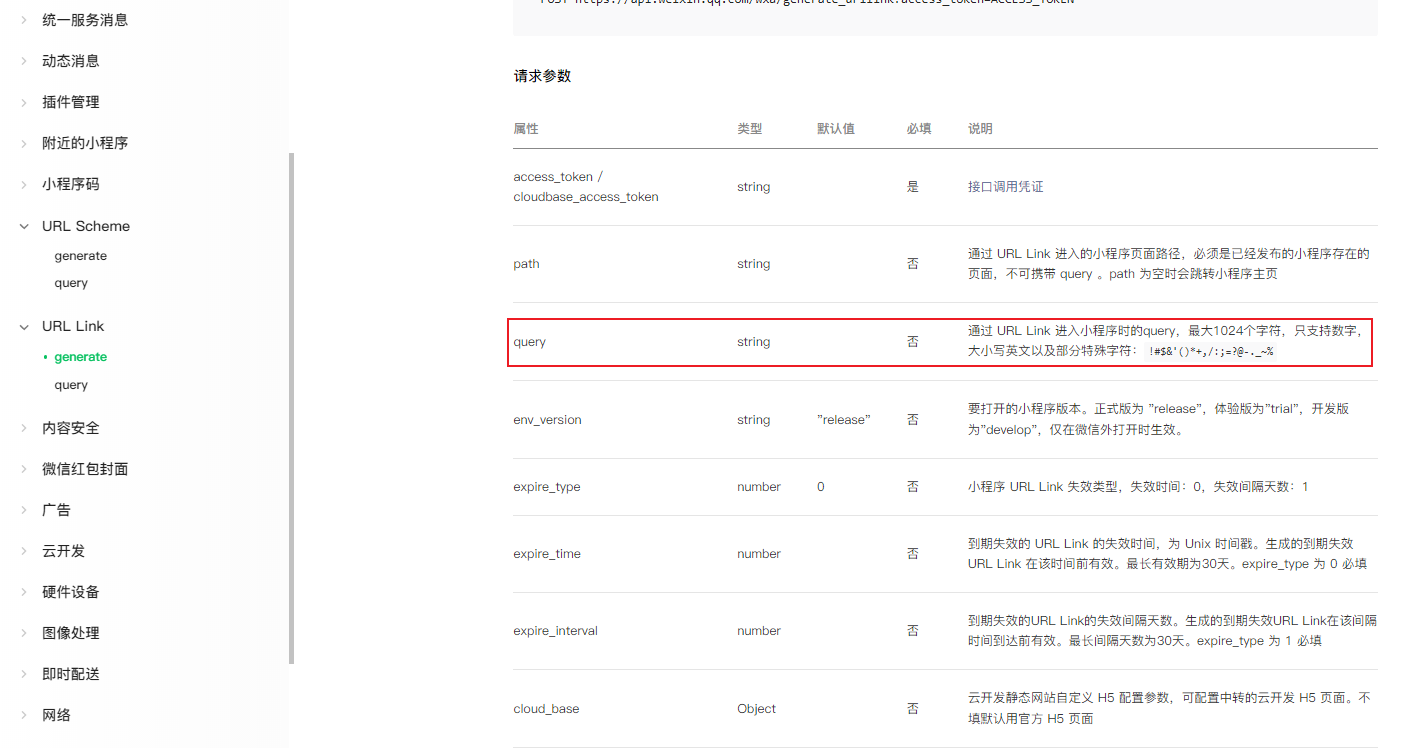 统一服务消息
动态消息
插件管理
附近的小程序
小程序码
URL Scheme
generate
query
URL Link
generate
query
内容安全
微信红包封面
广告
云开发
硬件设备
图像处理
即时配送
网络
POST https://api.weixin.qq.com/wxa/generate_urllink?access_token=ACCESS_TOKEN
请求参数
属性 类型 默认值 必填 说明
access_token /
cloudbase_access_token string 是 接口调用凭证
path string 否 通过 URL Link 进入的小程序页面路径，必须是已经发布的小程序存在的
页面，不可携带 query 。path 为空时会跳转小程序主页
query string 否 通过 URL Link 进入小程序时的query，最大1024个字符，只支持数字，
大小写英文以及部分特殊字符： !#$&'()*+,/:;=?@-._~%
env_version string "release" 否 要打开的小程序版本。正式版为 "release"，体验版为"trial"，开发版
为"develop"，仅在微信外打开时生效。
expire_type number 0 否 小程序 URL Link 失效类型，失效时间：0，失效间隔天数：1
expire_time number 否 到期失效的 URL Link 的失效时间，为 Unix 时间戳。生成的到期失效
URL Link 在该时间前有效。最长有效期为30天。expire_type 为 0 必填
expire_interval number 否 到期失效的URL Link的失效间隔天数。生成的到期失效URL Link在该间隔
时间到达前有效。最长间隔天数为30天。expire_type 为 1 必填
cloud_base Object 否 云开发静态网站自定义 H5 配置参数，可配置中转的云开发 H5 页面。不
填默认用官方 H5 页面